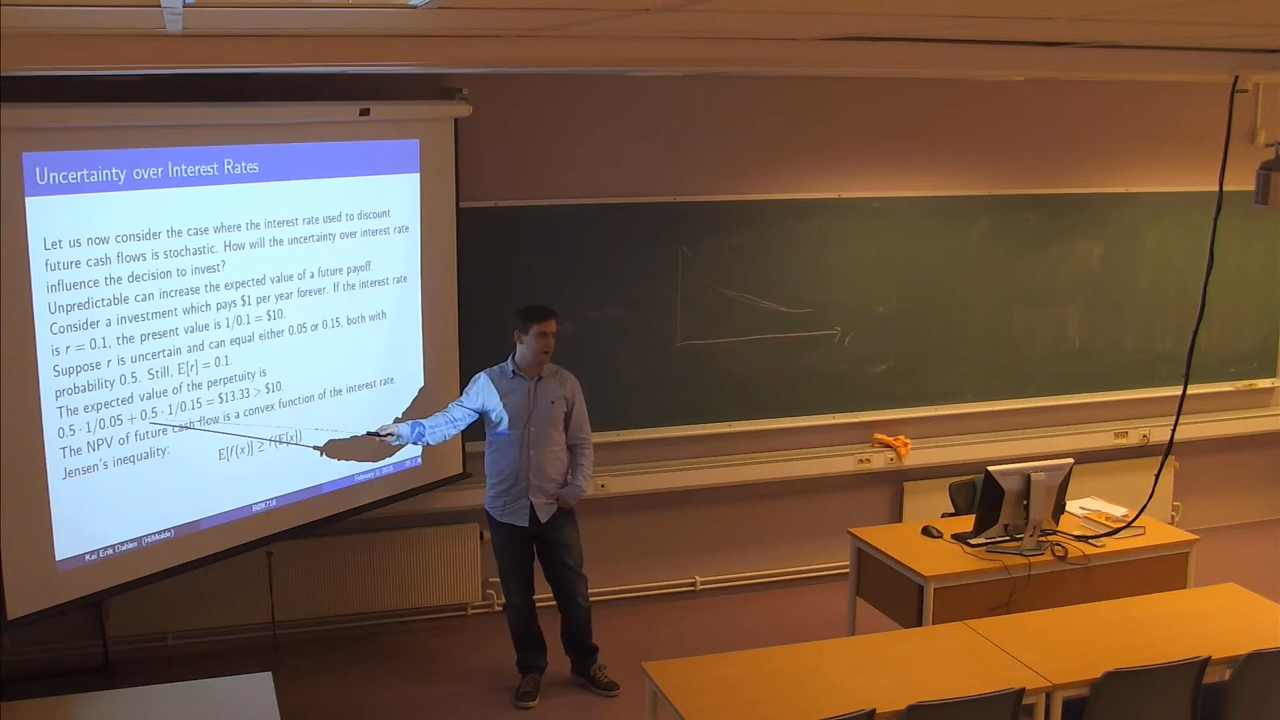 Uncertainty over Interest Rates
Let us now consider the case where the interest rate used to discount
future cash flows is stochastic. How will the uncertainty over interest rate
influence the decision to invest?
Unpredictable can increase the expected value of a future payoff.
Consider a investment which pays $1 per year forever. If the interest rate
is r = 0.1, the present value is 1/0.1 = $10.
Suppose r is uncertain and can equal either 0.05 or 0.15, both with
probability 0.5. Still, E[r] = 0.1.
The expected value of the perpetuity is
0.5 · 1/0.05 + 0.5 · 1/0.15 = $13.33 > $10.
The NPV of future cash flow is a convex function of the interest rate.
Jensen's inequality:
E[f(x)] ≥ f(E[x])
Kai Erik Dahlen (HiMolde) BØK716 February 2015
r